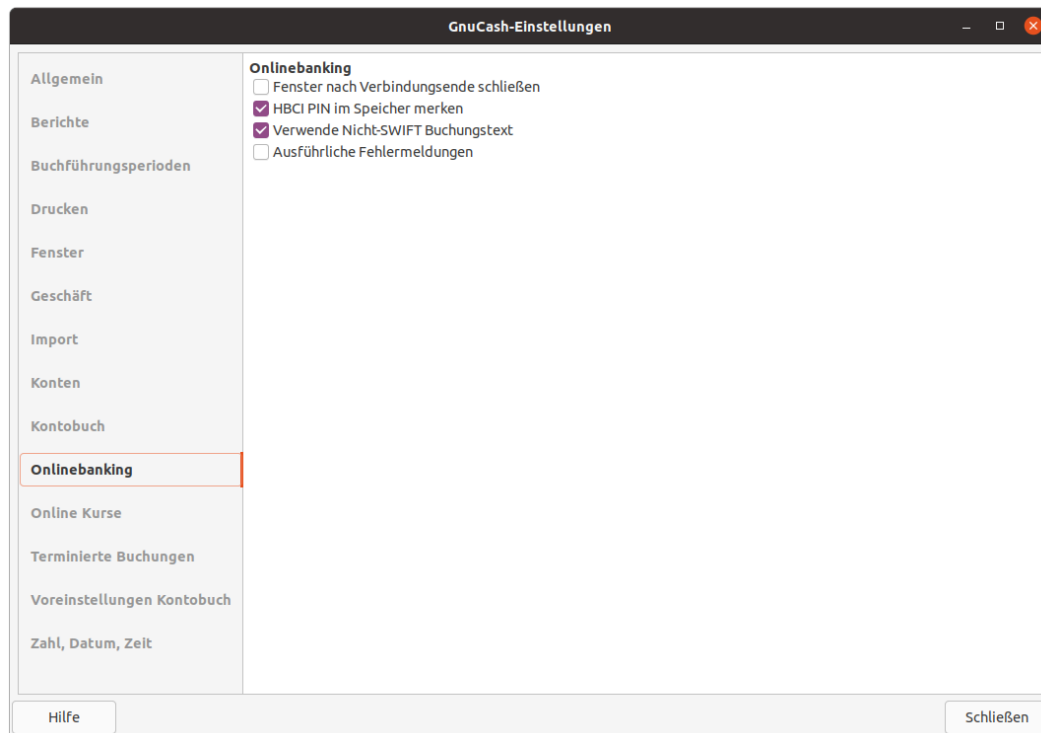 GnuCash-Einstellungen
Allgemein
Berichte
Buchführungsperioden
Drucken
Fenster
Geschäft
Import
Konten
Kontobuch
Onlinebanking
Online Kurse
Terminierte Buchungen
Voreinstellungen Kontobuch
Zahl, Datum, Zeit
Onlinebanking
Fenster nach Verbindungsende schließen
HBCI PIN im Speicher merken
Verwende Nicht-SWIFT Buchungstext
Ausführliche Fehlermeldungen
Hilfe
Schließen